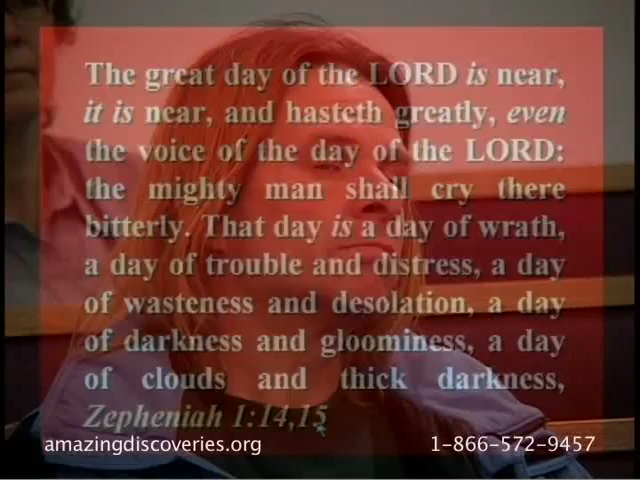 The great day of the LORD is near,
it is near, and hasteth greatly, even
the voice of the day of the LORD:
the mighty man shall cry there
bitterly. That day is a day of wrath,
a day of trouble and distress, a day
of wasteness and desolation, a day
of darkness and gloominess, a day
of clouds and thick darkness,
Zepheniah 1:14,15
amazingdiscoveries.org 1-866-572-9457